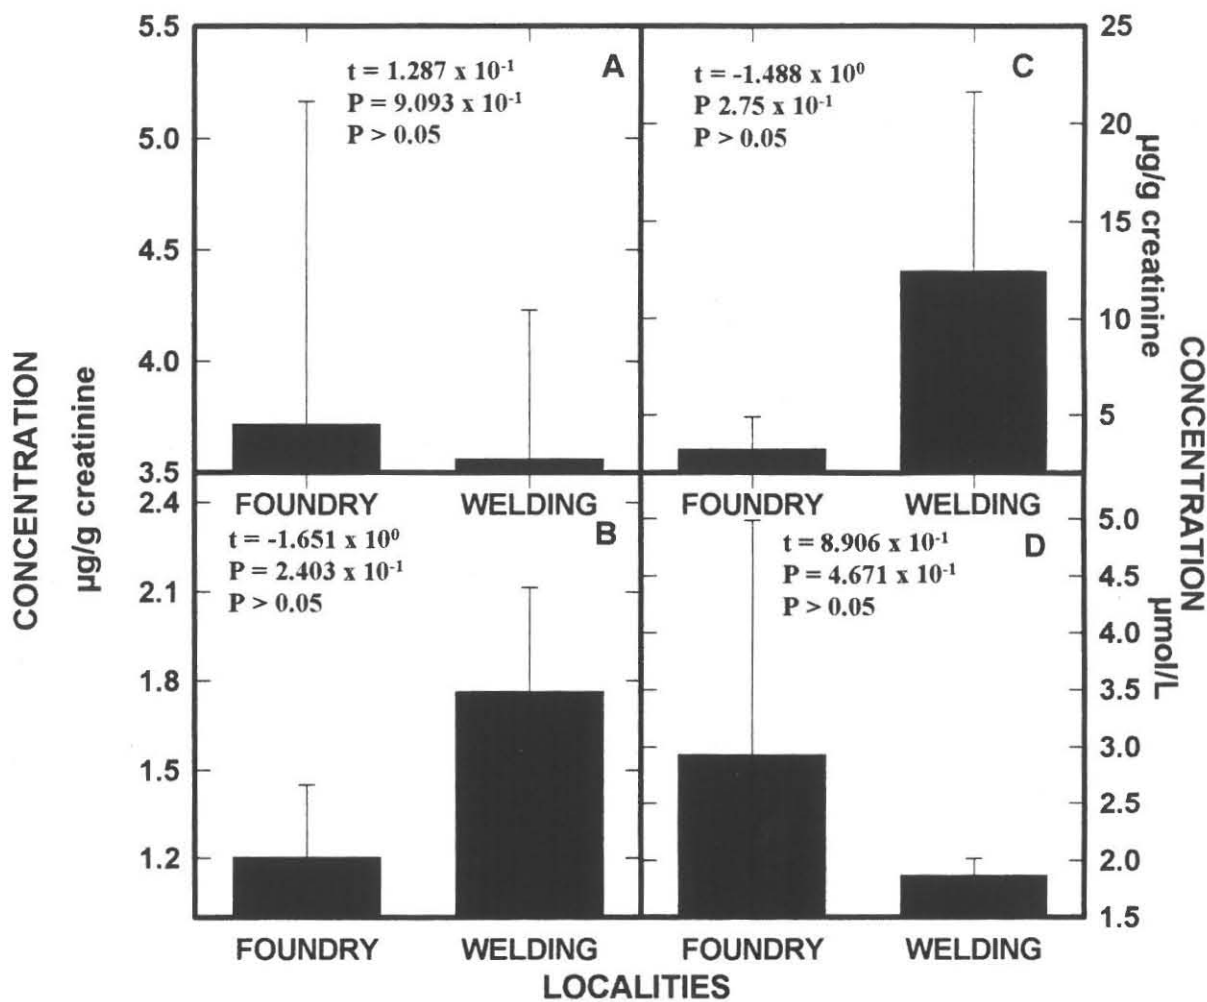 CONCENTRATION
µg/g creatinine
5.5
5.0
4.5
4.0
3.5
A
t = 1.287 x 10⁻¹
P = 9.093 x 10⁻¹
P > 0.05
FOUNDRY
WELDING
C
t = -1.488 x 10⁰
P 2.75 x 10⁻¹
P > 0.05
FOUNDRY
WELDING
25
20
15
10
5
µg/g creatinine
CONCENTRATION
2.4
2.1
1.8
1.5
1.2
B
t = -1.651 x 10⁰
P = 2.403 x 10⁻¹
P > 0.05
FOUNDRY
WELDING
D
t = 8.906 x 10⁻¹
P = 4.671 x 10⁻¹
P > 0.05
FOUNDRY
WELDING
5.0
4.5
4.0
3.5
3.0
2.5
2.0
1.5
µmol/L
LOCALITIES